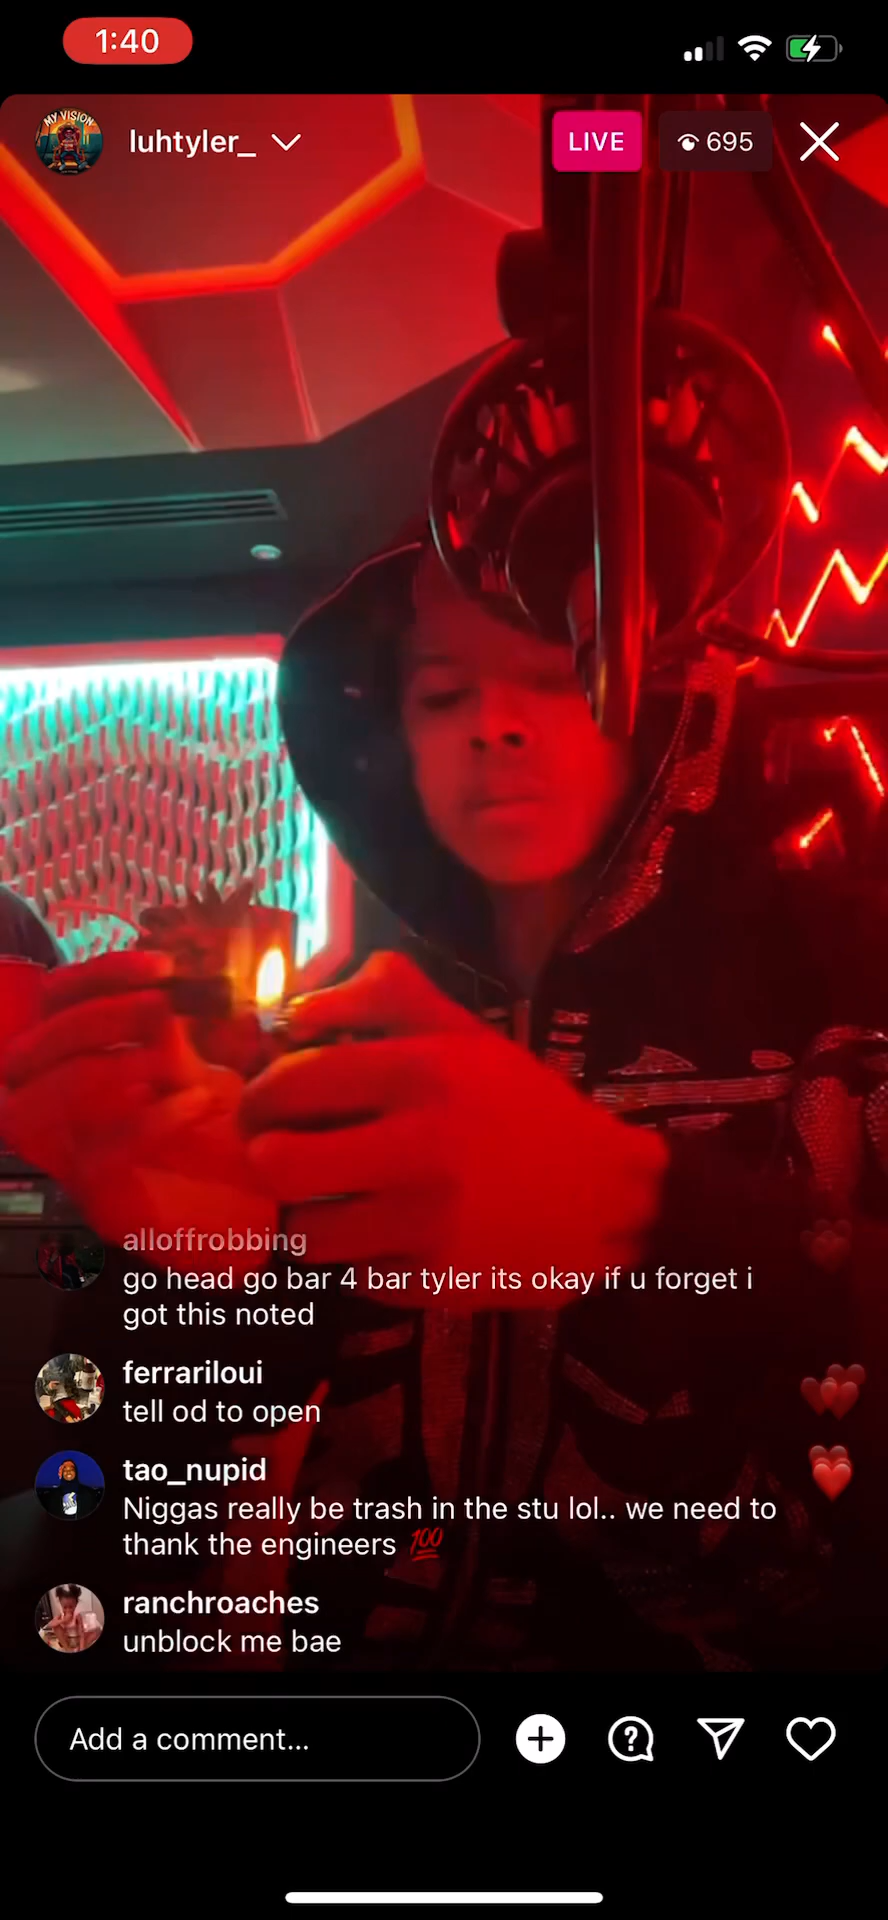 1:40
MY VISION
luhtyler_
LIVE
695
alloffrobbing
go head go bar 4 bar tyler its okay if u forget i
got this noted
ferrariloui
tell od to open
tao_nupid
Niggas really be trash in the stu lol.. we need to
thank the engineers 💯
ranchroaches
unblock me bae
Add a comment...